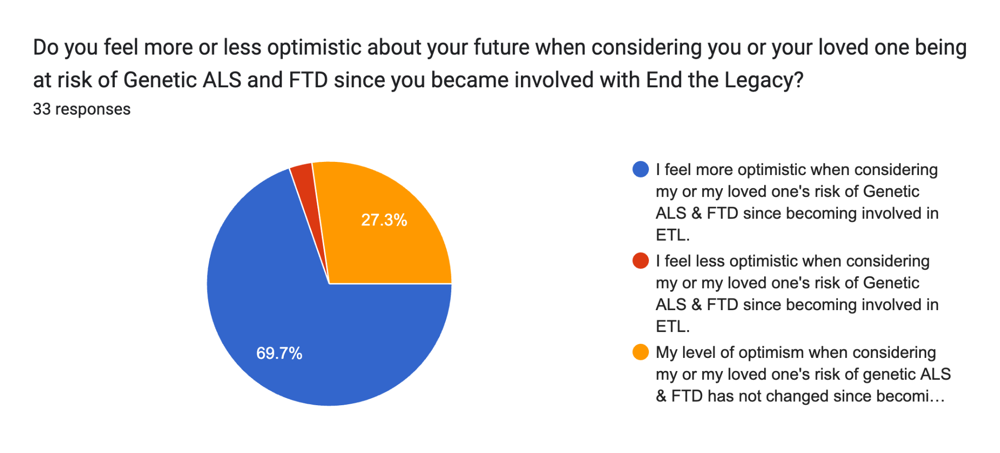 Do you feel more or less optimistic about your future when considering you or your loved one being
at risk of Genetic ALS and FTD since you became involved with End the Legacy?
33 responses
27.3%
69.7%
I feel more optimistic when considering
my or my loved one's risk of Genetic
ALS & FTD since becoming involved in
ETL.
I feel less optimistic when considering
my or my loved one's risk of Genetic
ALS & FTD since becoming involved in
ETL.
My level of optimism when considering
my or my loved one's risk of genetic ALS
& FTD has not changed since becomi…